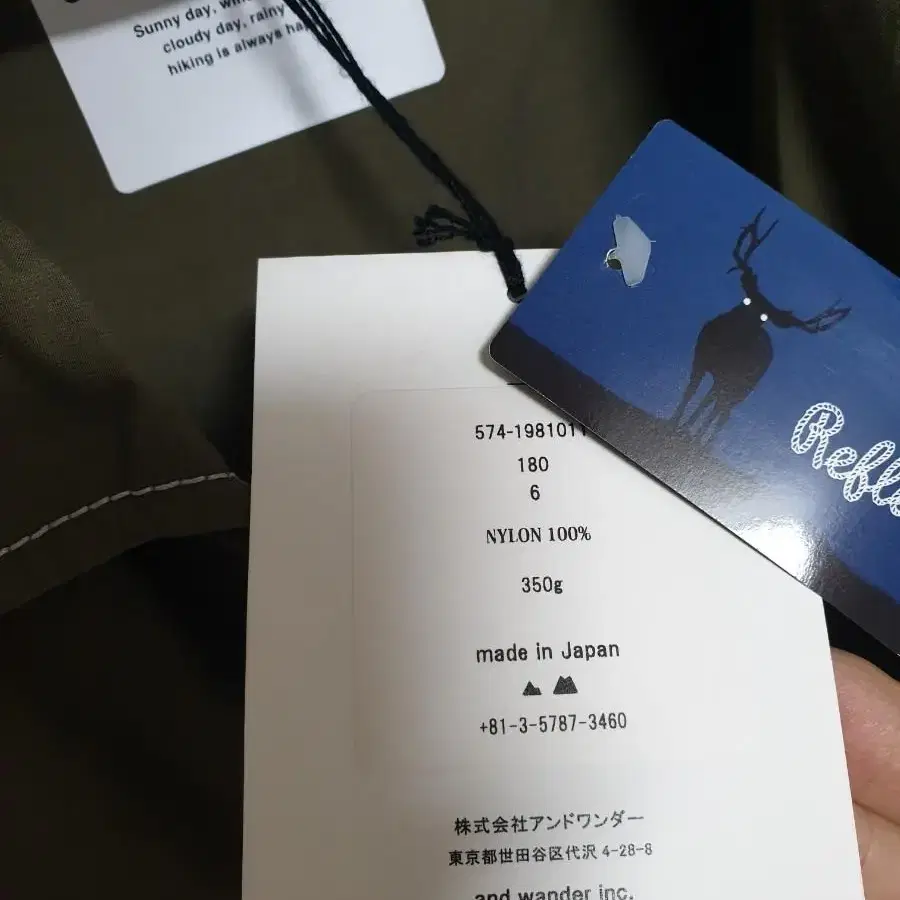 Sunny day,
cloudy day, rainy
hiking is always
574-198101
180
6
NYLON 100%
350g
made in Japan
+81-3-5787-3460
株式会社アンドワンダー
東京都世田谷区代沢 4-28-8
and wander inc.